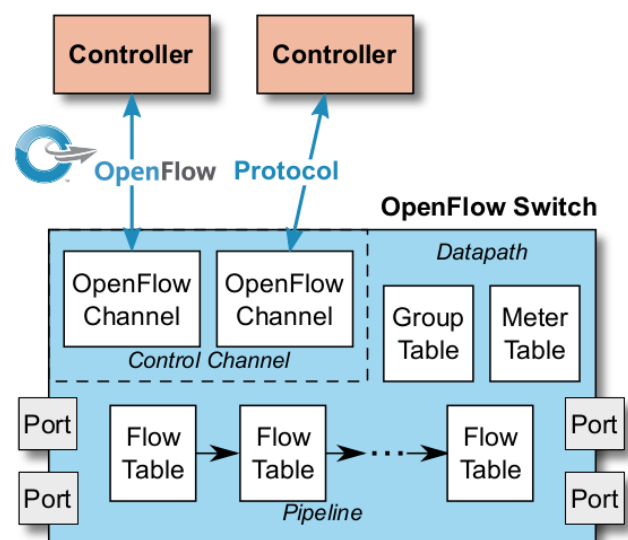 Controller
Controller
OpenFlow
Protocol
OpenFlow Switch
Datapath
OpenFlow
Channel
OpenFlow
Channel
Control Channel
Group
Table
Meter
Table
Port
Port
Flow
Table
Flow
Table
...
Flow
Table
Pipeline
Port
Port